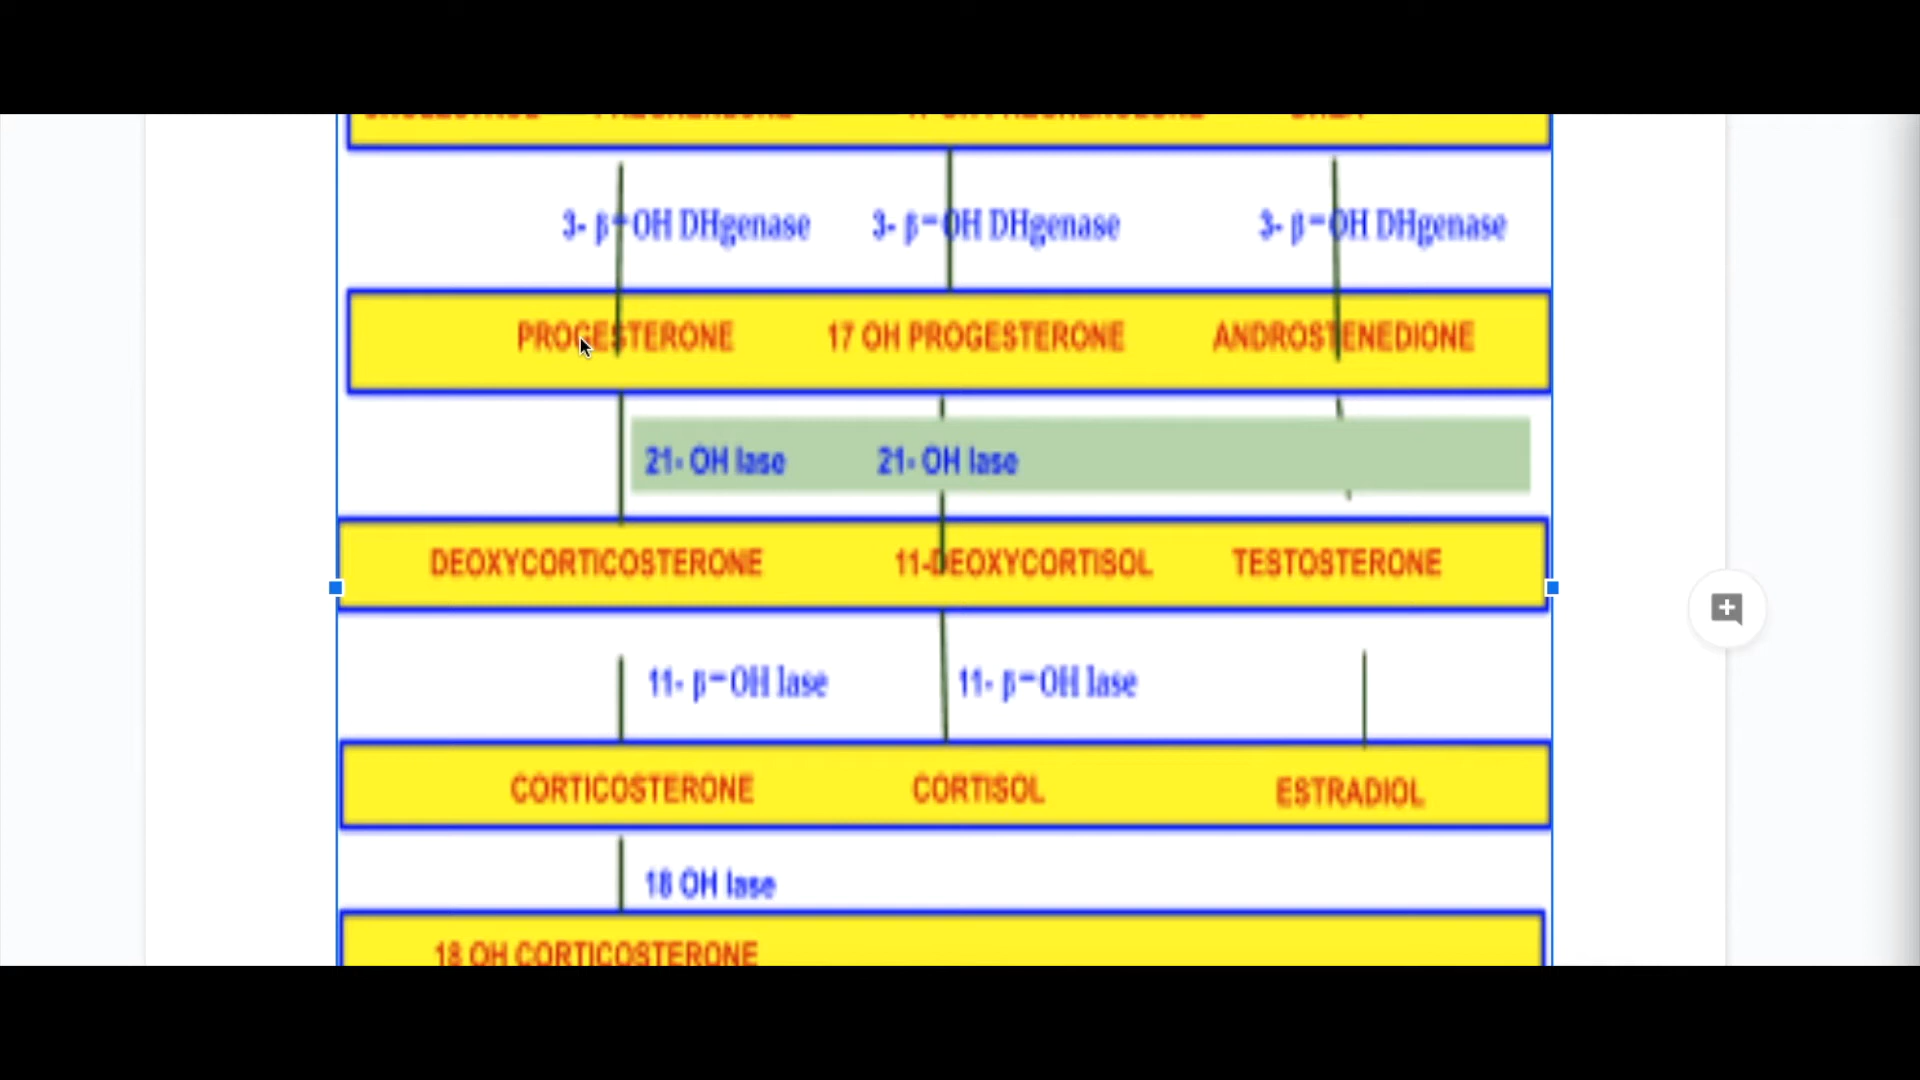 3- β-OH DHgenase 3- β-OH DHgenase 3- β-OH DHgenase
PROGESTERONE 17 OH PROGESTERONE ANDROSTENEDIONE
21- OH lase 21- OH lase
DEOXYCORTICOSTERONE 11-DEOXYCORTISOL TESTOSTERONE
11- β-OH lase 11- β-OH lase
CORTICOSTERONE CORTISOL ESTRADIOL
18 OH lase
18 OH CORTICOSTERONE